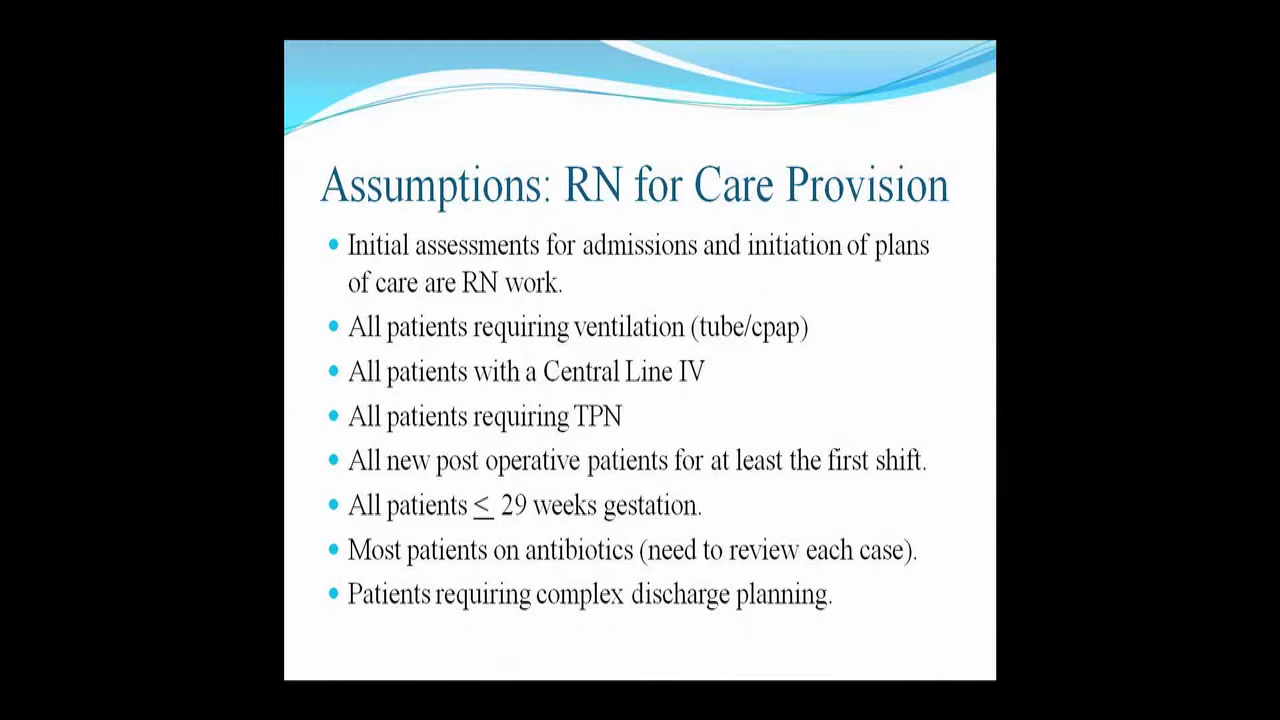 Assumptions: RN for Care Provision
• Initial assessments for admissions and initiation of plans
of care are RN work.
• All patients requiring ventilation (tube/cpap)
• All patients with a Central Line IV
• All patients requiring TPN
• All new post operative patients for at least the first shift.
• All patients ≤ 29 weeks gestation.
• Most patients on antibiotics (need to review each case).
• Patients requiring complex discharge planning.